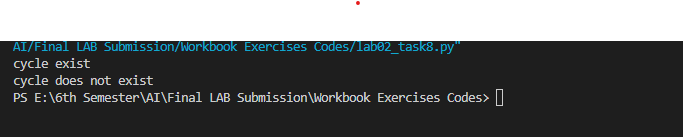 AI/Final LAB Submission/Workbook Exercises Codes/lab02_task8.py"
cycle exist
cycle does not exist
PS E:\6th Semester\AI\Final LAB Submission\Workbook Exercises Codes>